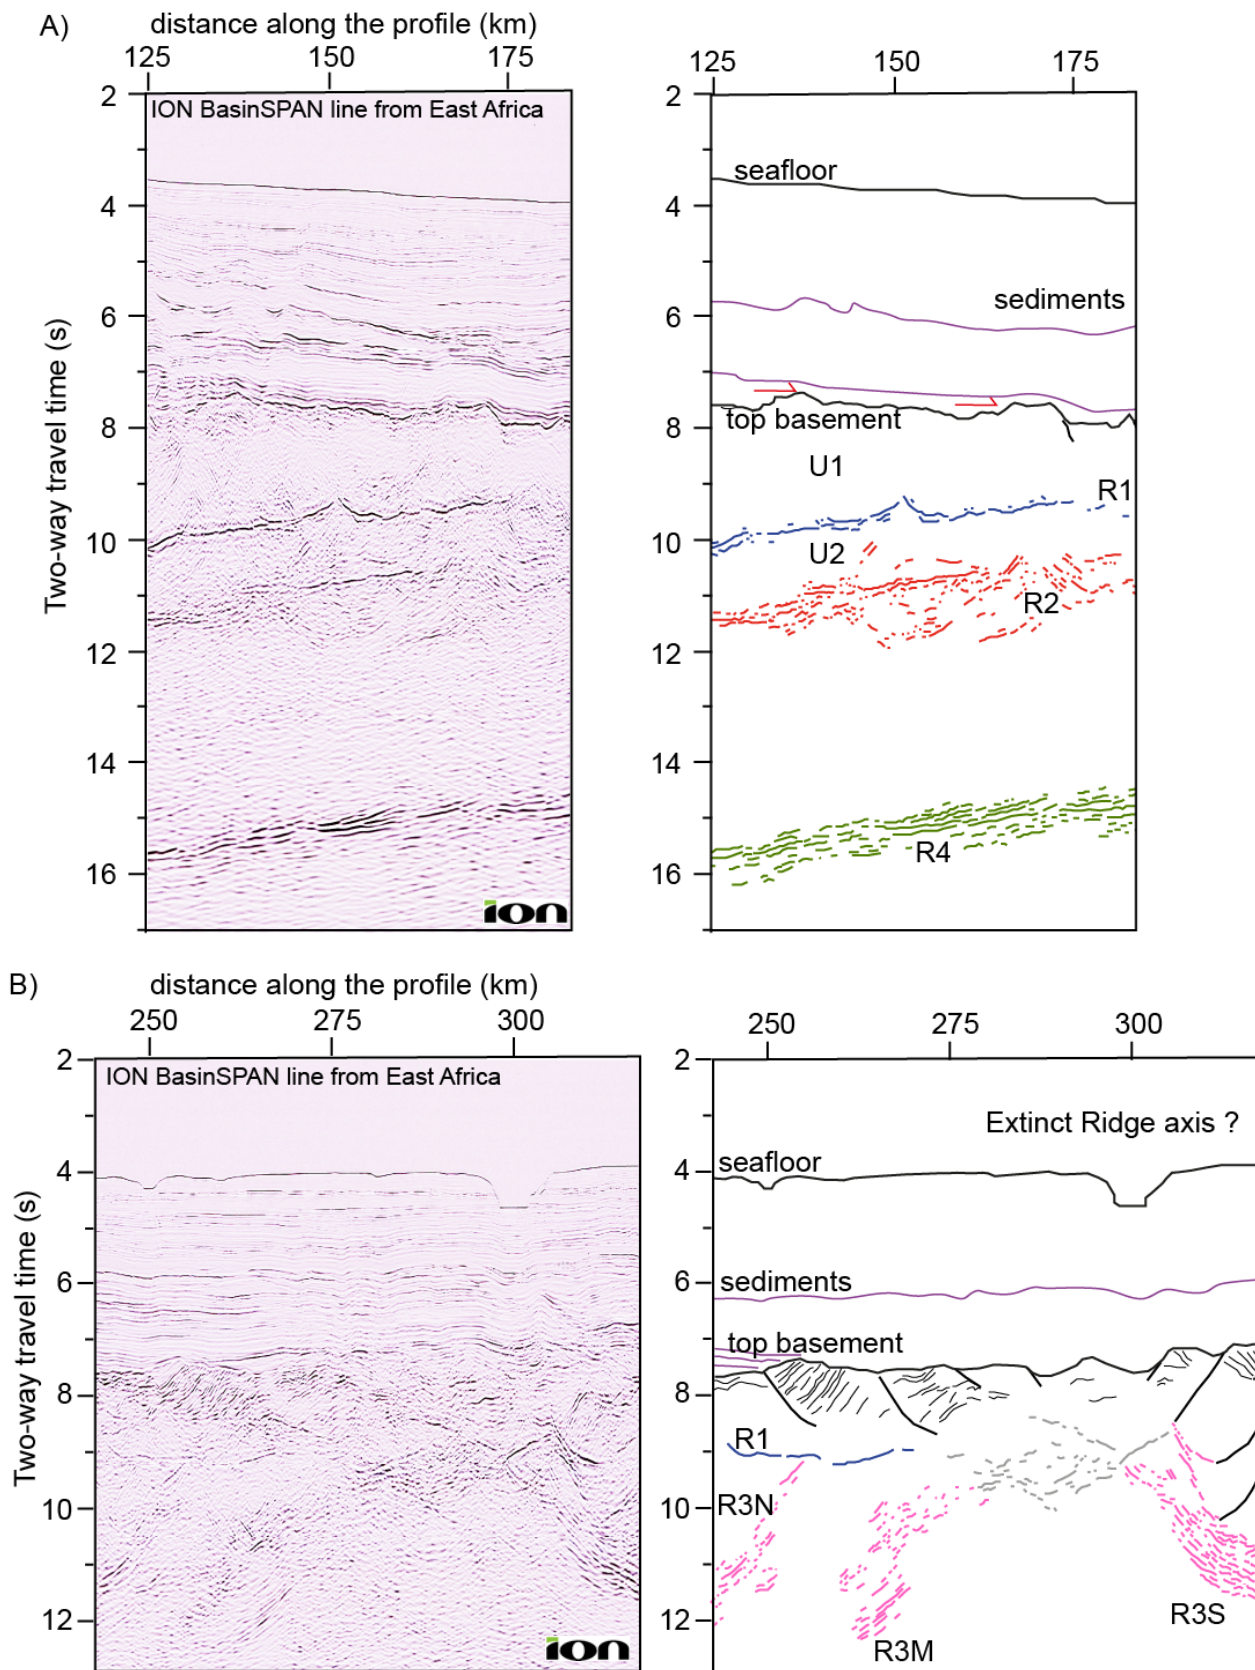 A)
distance along the profile (km)
125 150 175
125 150 175
ION BasinSPAN line from East Africa
Two-way travel time (s)
2
4
6
8
10
12
14
16
ion
2
4
6
8
10
12
14
16
seafloor
sediments
top basement
U1
R1
U2
R2
R4
B)
distance along the profile (km)
250 275 300
250 275 300
ION BasinSPAN line from East Africa
Two-way travel time (s)
2
4
6
8
10
12
ion
2
4
6
8
10
12
Extinct Ridge axis ?
seafloor
sediments
top basement
R1
R3N
R3S
R3M